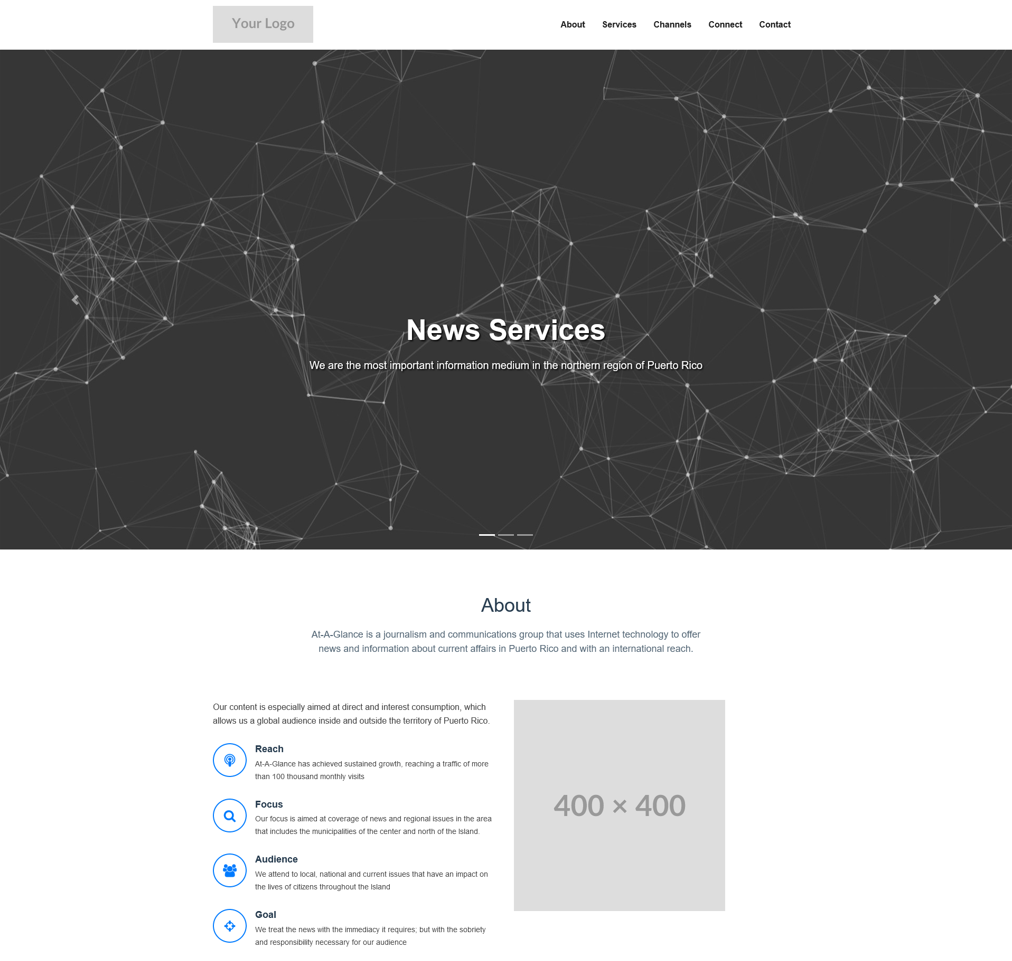 Your Logo
About
Services
Channels
Connect
Contact
News Services
We are the most important information medium in the northern region of Puerto Rico
About
At-A-Glance is a journalism and communications group that uses Internet technology to offer
news and information about current affairs in Puerto Rico and with an international reach.
Our content is especially aimed at direct and interest consumption, which
allows us a global audience inside and outside the territory of Puerto Rico.
Reach
At-A-Glance has achieved sustained growth, reaching a traffic of more
than 100 thousand monthly visits
Focus
Our focus is aimed at coverage of news and regional issues in the area
that includes the municipalities of the center and north of the Island.
Audience
We attend to local, national and current issues that have an impact on
the lives of citizens throughout the Island
Goal
We treat the news with the immediacy it requires; but with the sobriety
and responsibility necessary for our audience
400 × 400